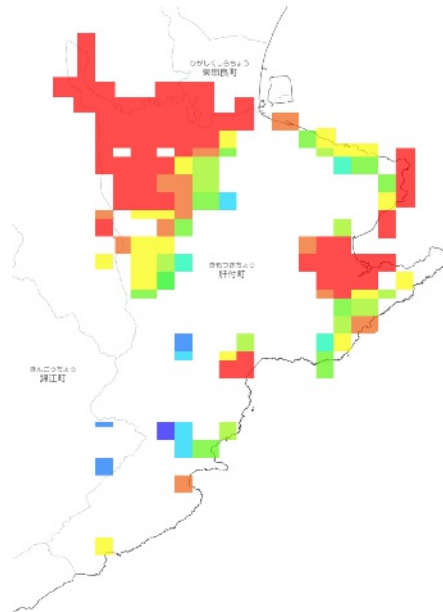 ひがしくしらちょう
東串良町
きもつきちょう
肝付町
きんこうちょう
錦江町